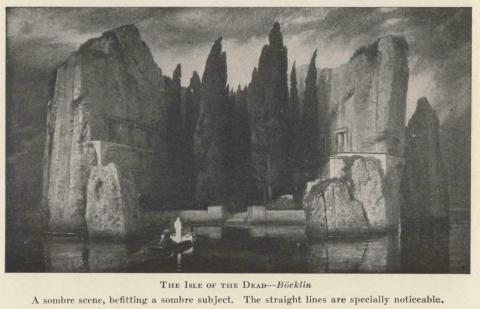 THE ISLE OF THE DEAD—Böcklin
A sombre scene, befitting a sombre subject. The straight lines are specially noticeable.